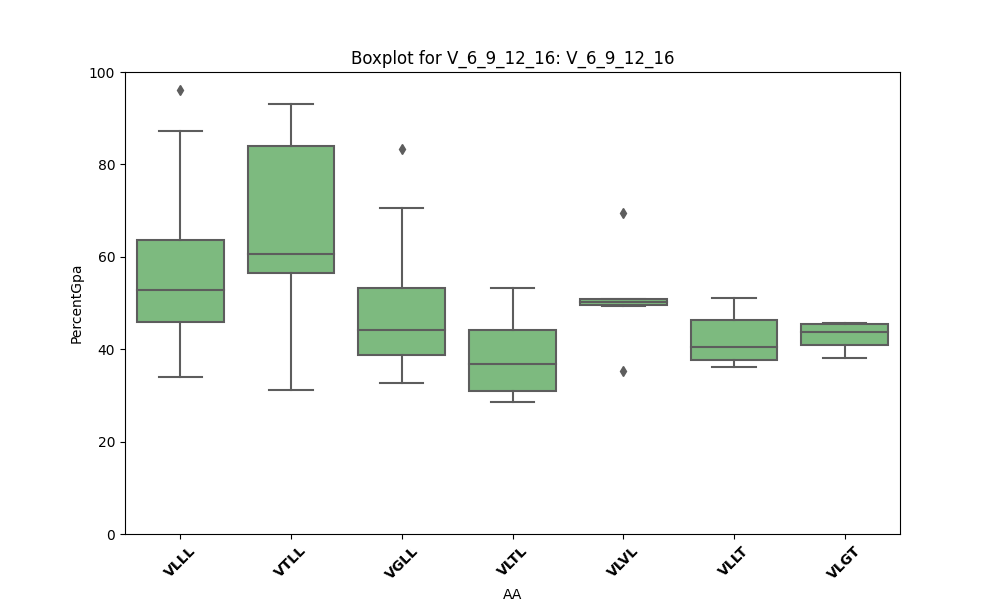 Boxplot for V_6_9_12_16: V_6_9_12_16
100
80
60
40
20
0
PercentGpa
VLLL
VTLL
VGLL
VLTL
VLVL
VLLT
VLGT
AA